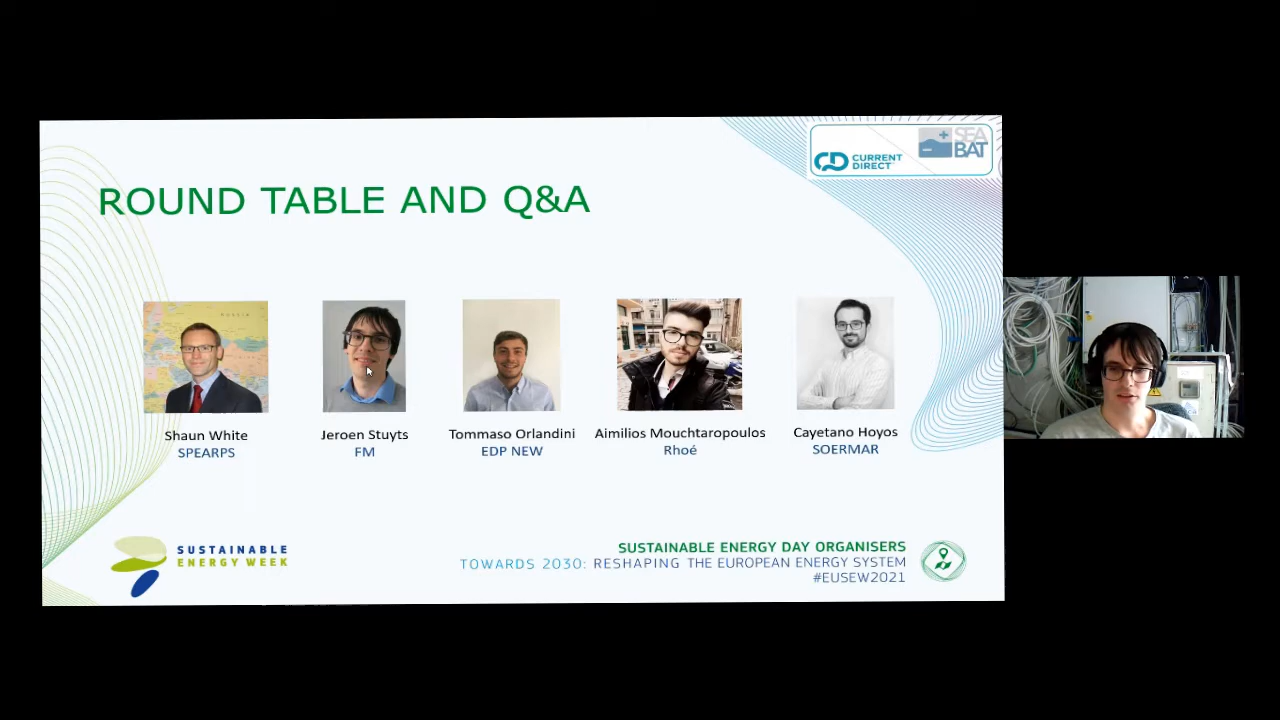 CURRENT
DIRECT
SEA
BAT
ROUND TABLE AND Q&A
RUSSIA
Shaun White
SPEARPS
Jeroen Stuyts
FM
Tommaso Orlandini
EDP NEW
Aimilios Mouchtaropoulos
Rhoé
Cayetano Hoyos
SOERMAR
SUSTAINABLE
ENERGY WEEK
SUSTAINABLE ENERGY DAY ORGANISERS
TOWARDS 2030: RESHAPING THE EUROPEAN ENERGY SYSTEM
#EUSEW2021